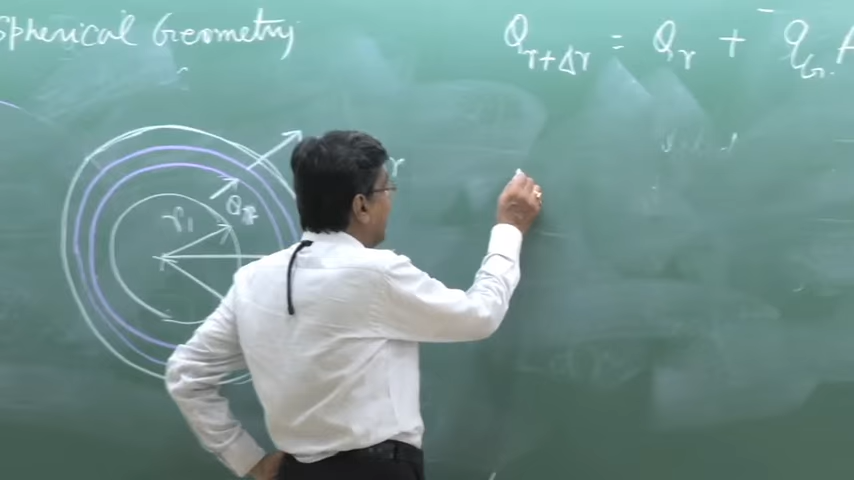 Spherical Geometry
Q_{r+Δr} = Q_r + q_G.
r_1
Q_r
r